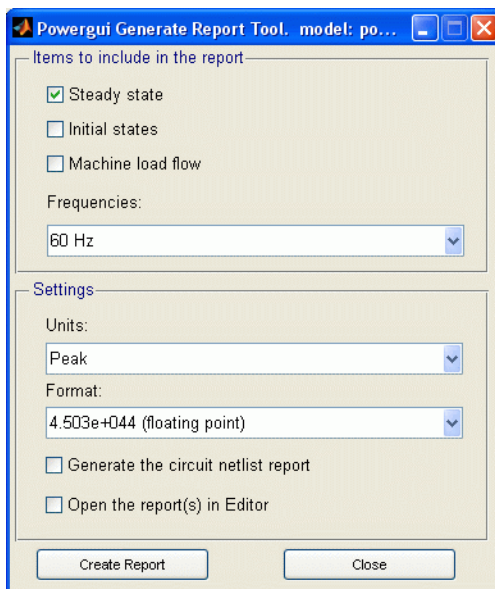 Powergui Generate Report Tool. model: po...
Items to include in the report
Steady state
Initial states
Machine load flow
Frequencies:
60 Hz
Settings
Units:
Peak
Format:
4.503e+044 (floating point)
Generate the circuit netlist report
Open the report(s) in Editor
Create Report
Close